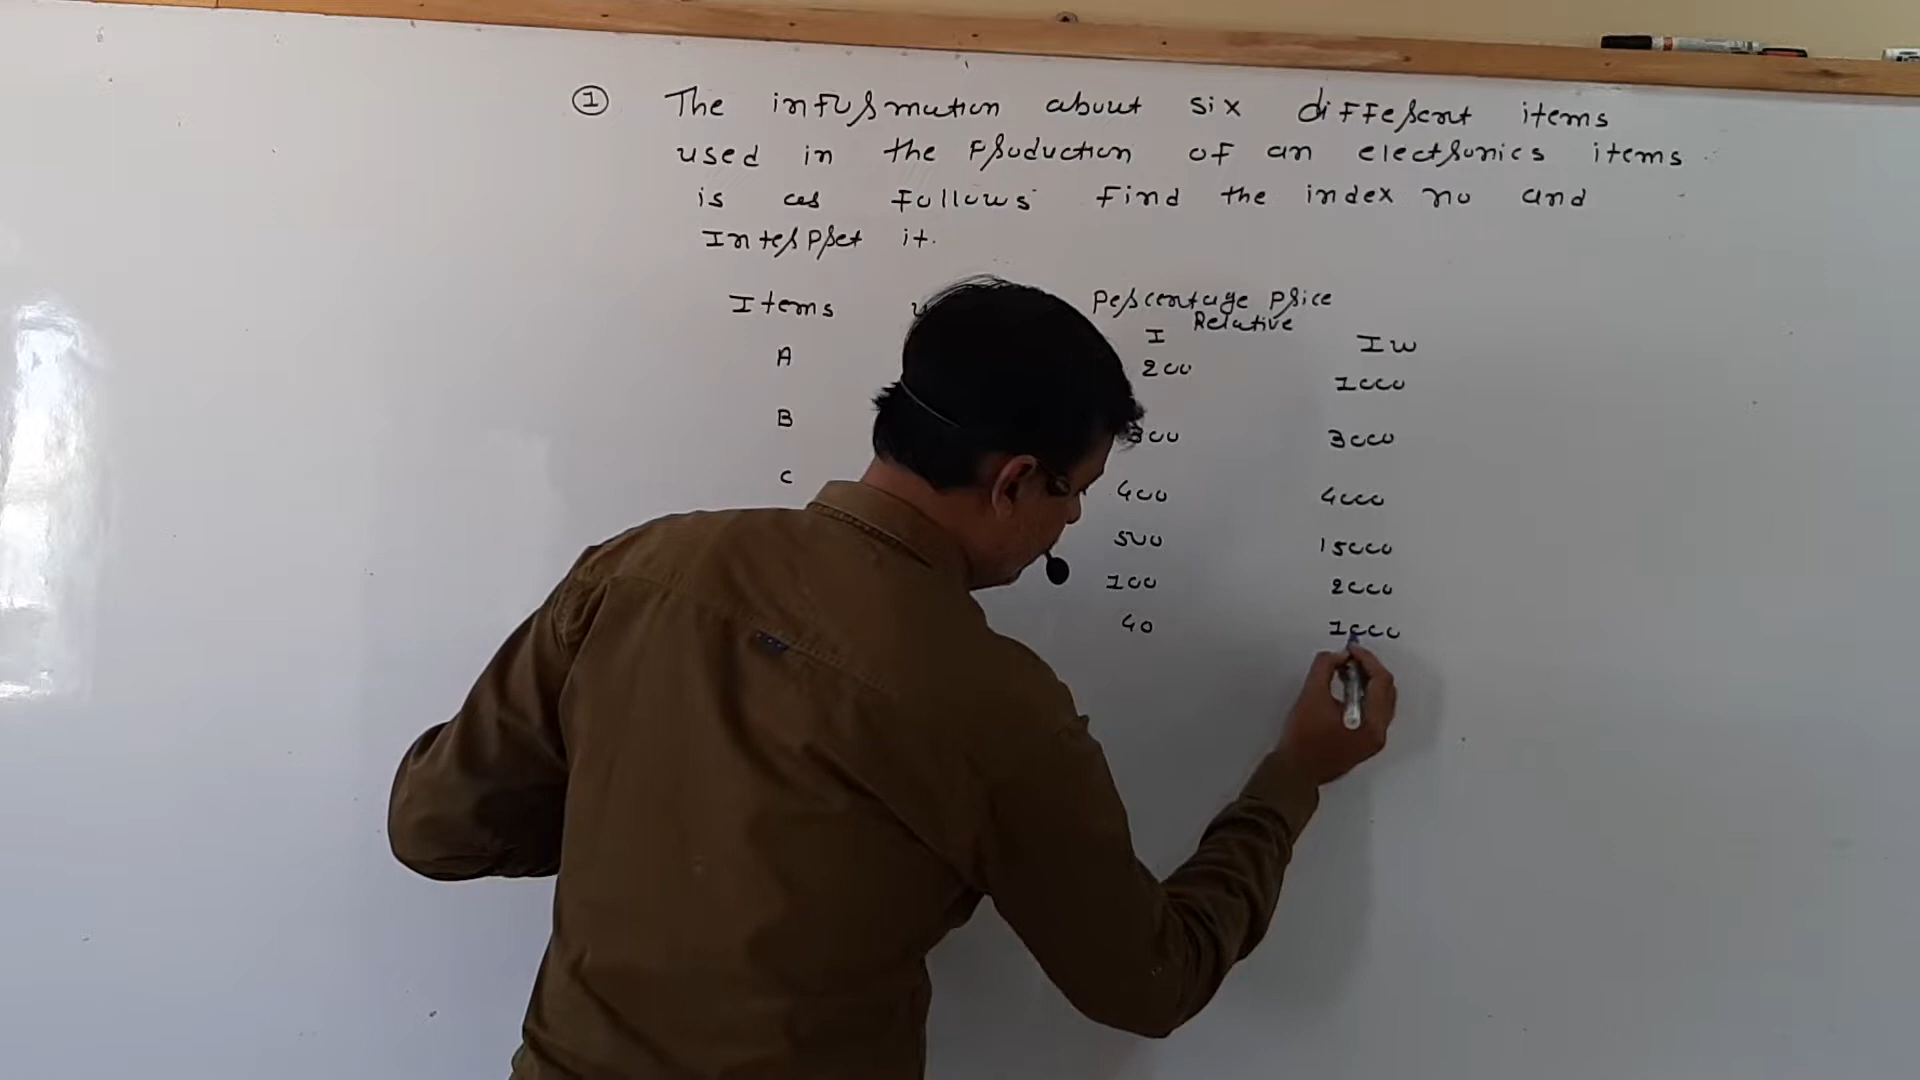 ① The information about six different items
used in the Production of an electronics items
is as follows Find the index no and
Interpret it.
Items Percentage Price
Relative
I IW
A 200 1000
B 300 3000
C 400 4000
500 15000
100 2000
40 1000